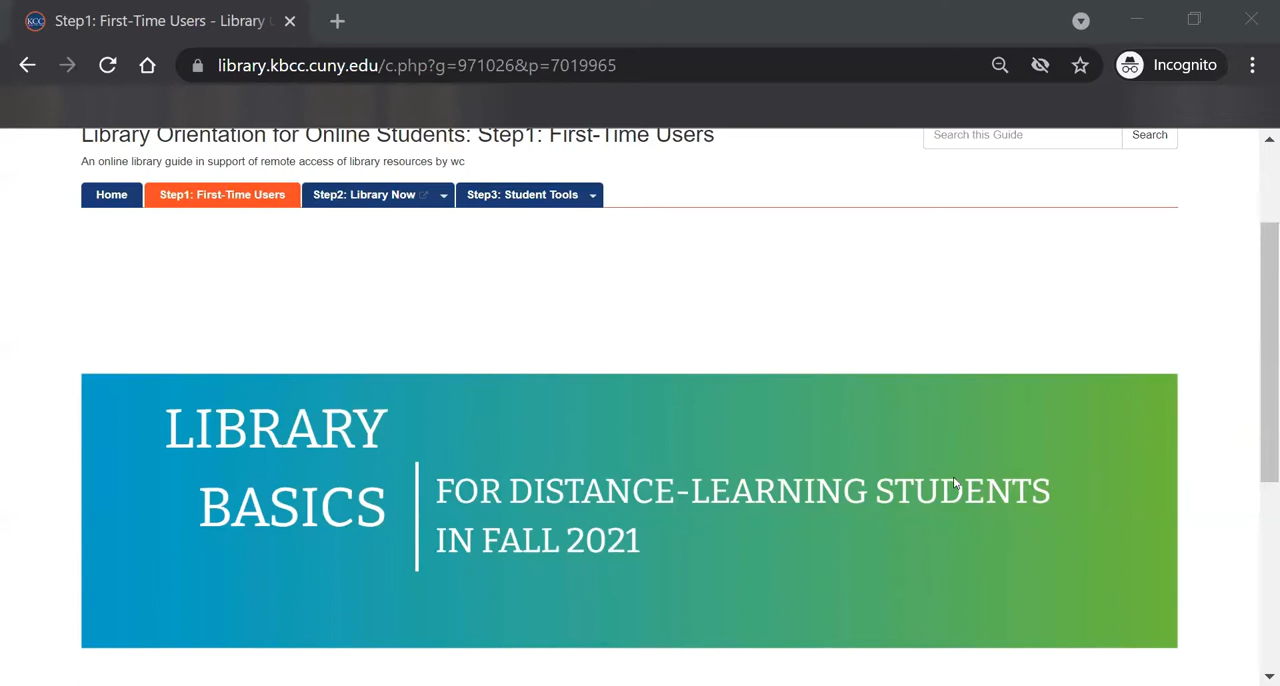 KCC
Step1: First-Time Users - Library
library.kbcc.cuny.edu/c.php?g=971026&p=7019965
Incognito
Library Orientation for Online Students: Step1: First-Time Users
Search this Guide
Search
An online library guide in support of remote access of library resources by wc
Home
Step1: First-Time Users
Step2: Library Now
Step3: Student Tools
LIBRARY
BASICS
FOR DISTANCE-LEARNING STUDENTS
IN FALL 2021